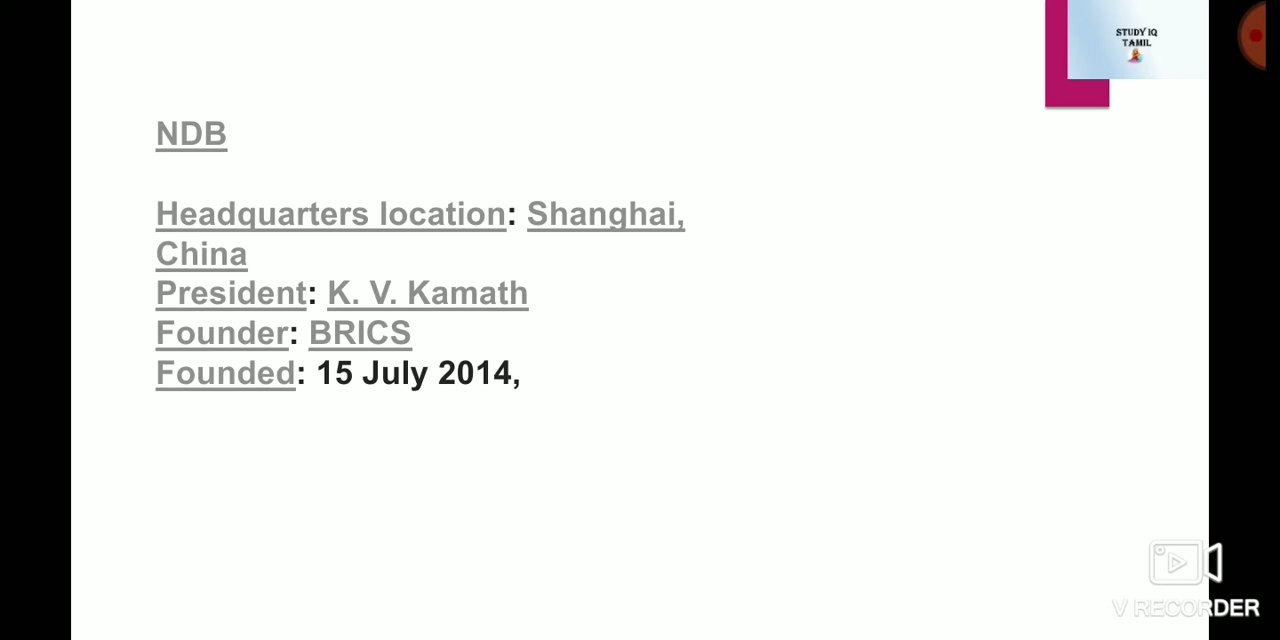 STUDY IQ
TAMIL
NDB
Headquarters location: Shanghai,
China
President: K. V. Kamath
Founder: BRICS
Founded: 15 July 2014,
V RECORDER